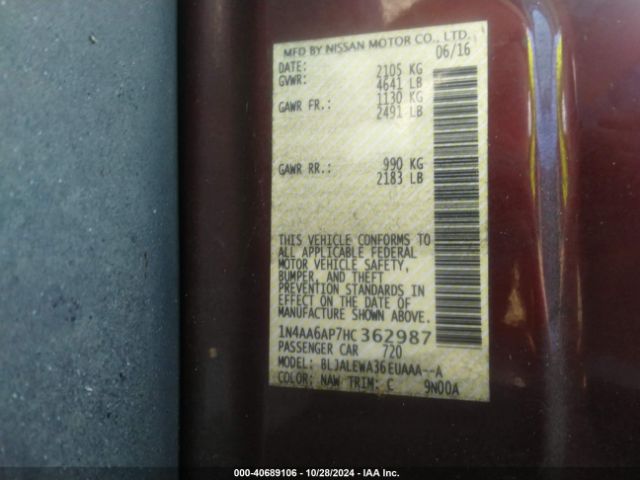 MFD BY NISSAN MOTOR CO., LTD.
DATE: 06/16
GVWR: 2105 KG
4641 LB
GAWR FR.: 1130 KG
2491 LB
GAWR RR.: 990 KG
2183 LB
THIS VEHICLE CONFORMS TO
ALL APPLICABLE FEDERAL
MOTOR VEHICLE SAFETY,
BUMPER, AND THEFT
PREVENTION STANDARDS IN
EFFECT ON THE DATE OF
MANUFACTURE SHOWN ABOVE.
1N4AA6AP7HC362987
PASSENGER CAR 720
MODEL: BLJALEWA36EUAAA--A
COLOR: NAW TRIM: C 9N00A
000-40689106 - 10/28/2024 - IAA Inc.